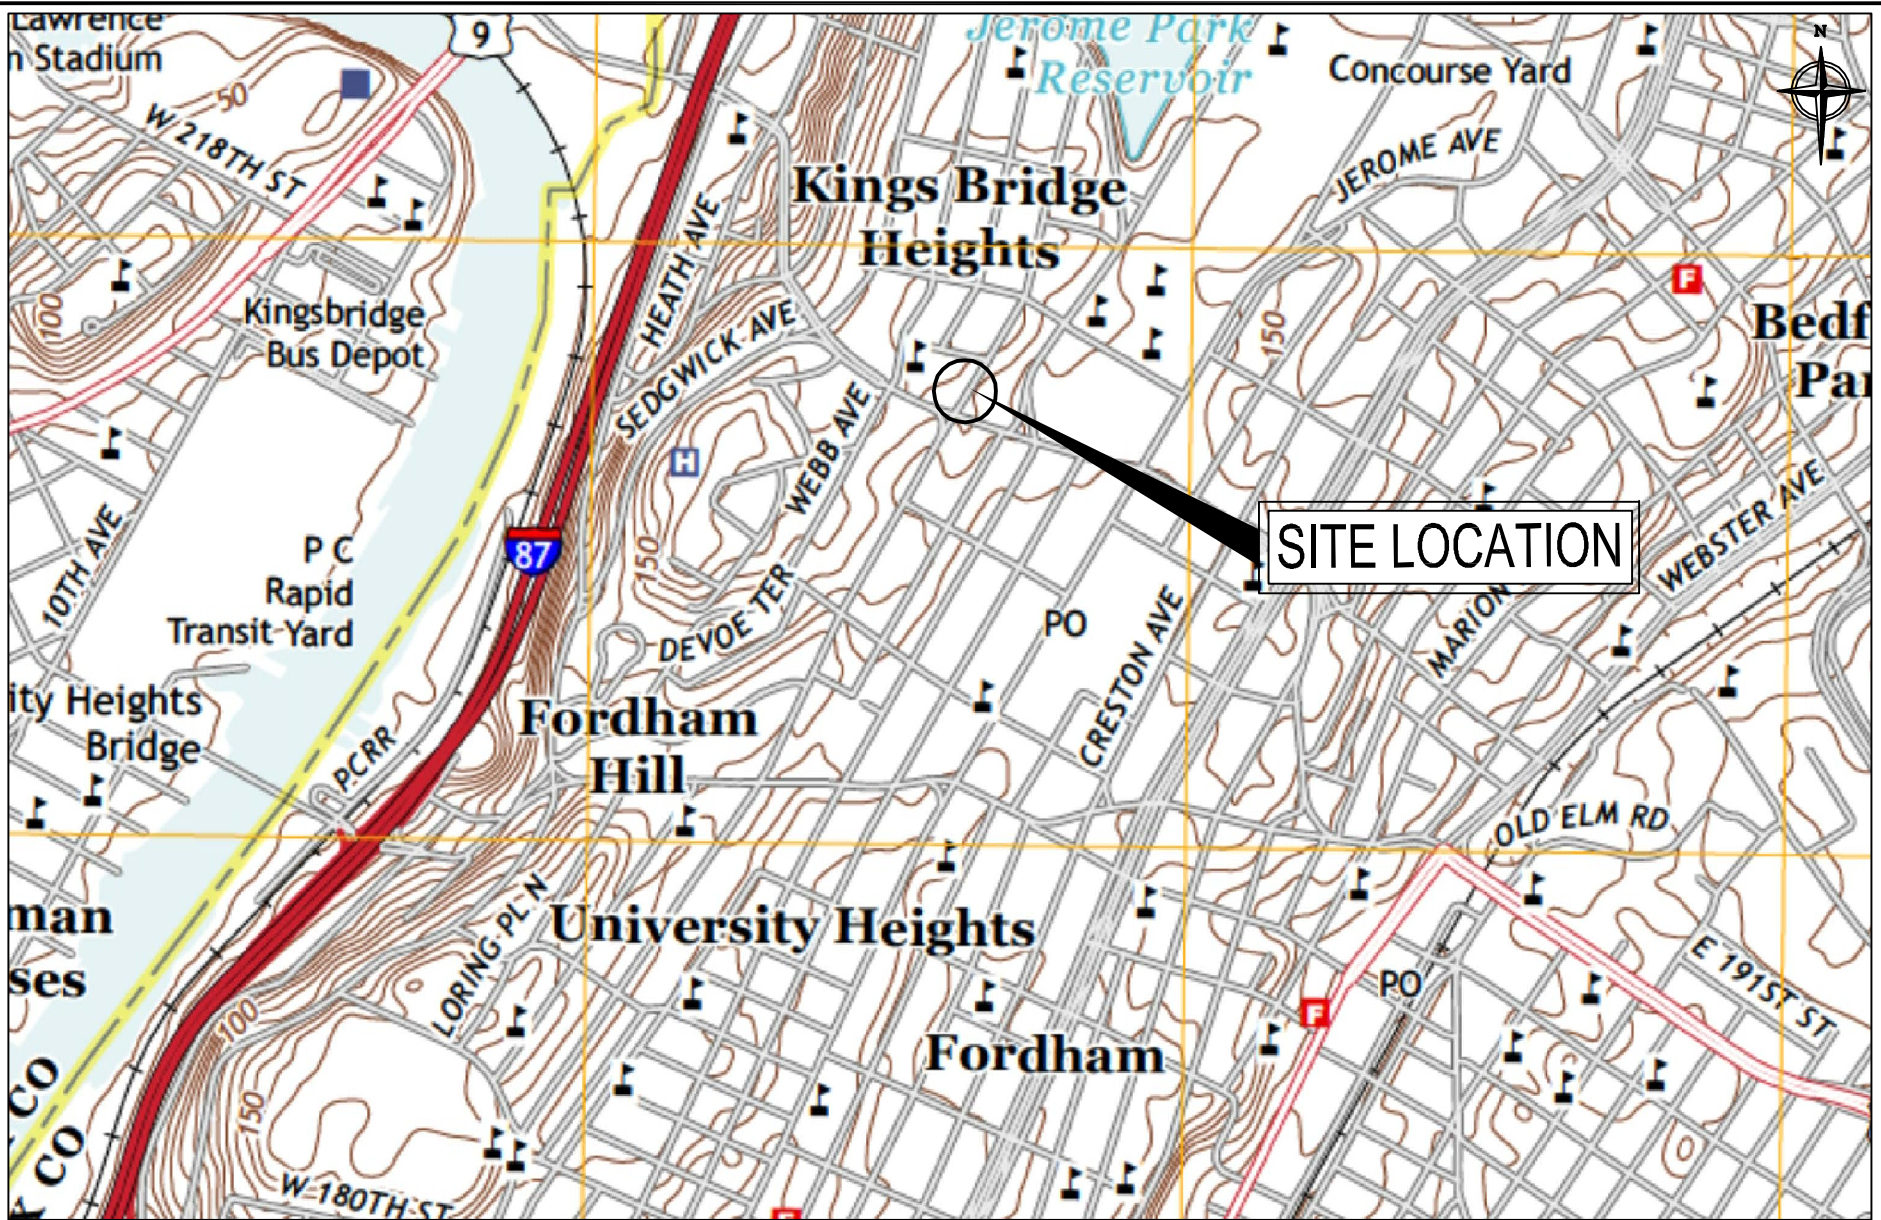 Lawrence
n Stadium
9
Jerome Park
Reservoir
Concourse Yard
N
50
W 218TH ST
JEROME AVE
Kings Bridge
Heights
HEATH AVE
100
Kingsbridge
Bus Depot
SEDGWICK AVE
150
F
Bedf
Par
H
WEBB AVE
10TH AVE
P C
Rapid
Transit Yard
87
150
SITE LOCATION
WEBSTER AVE
DEVOE TER
PO
CRESTON AVE
MARION
ity Heights
Bridge
PCRR
Fordham
Hill
OLD ELM RD
man
ses
LORING PL N
University Heights
E 191ST ST
PO
F
100
Fordham
CO
X CO
150
W 180TH ST